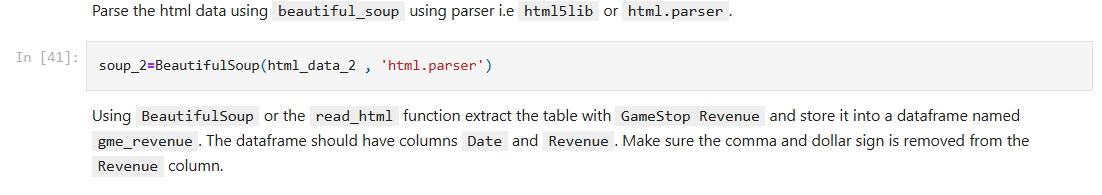 Parse the html data using beautiful_soup using parser i.e html5lib or html.parser .
In [41]: soup_2=BeautifulSoup(html_data_2 , 'html.parser')
Using BeautifulSoup or the read_html function extract the table with GameStop Revenue and store it into a dataframe named
gme_revenue . The dataframe should have columns Date and Revenue . Make sure the comma and dollar sign is removed from the
Revenue column.